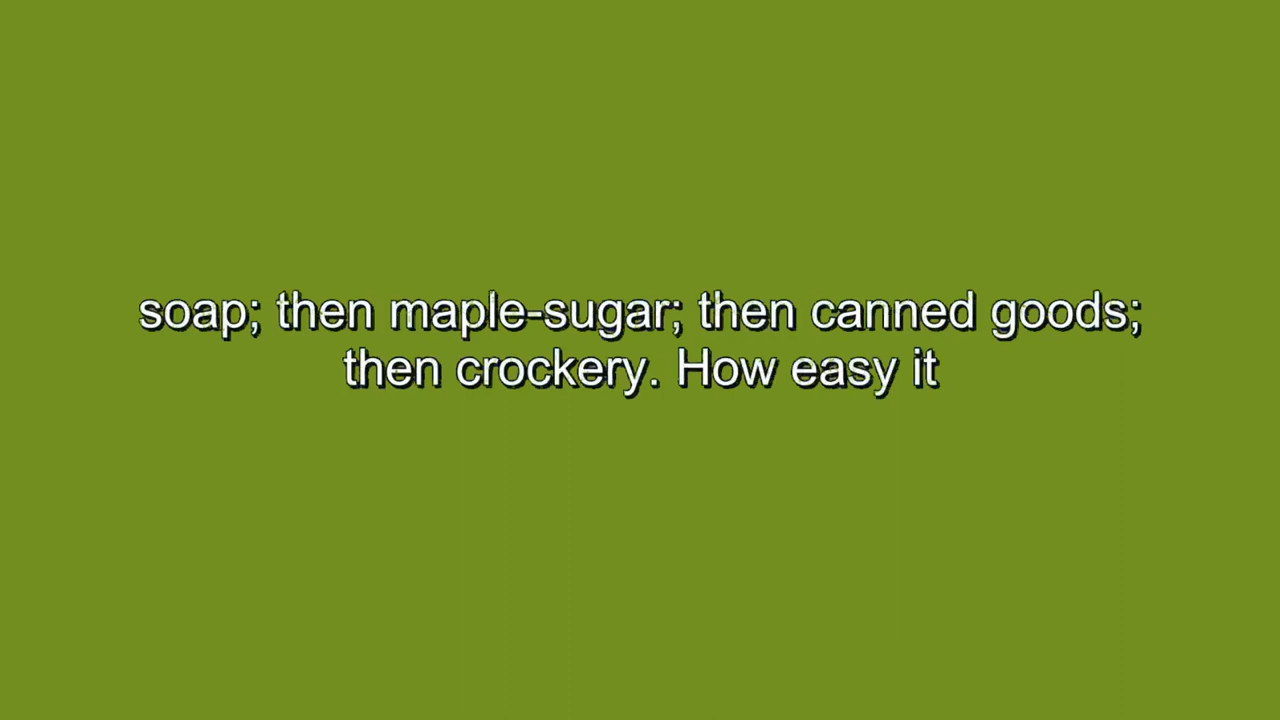 soap; then maple-sugar; then canned goods;
then crockery. How easy it